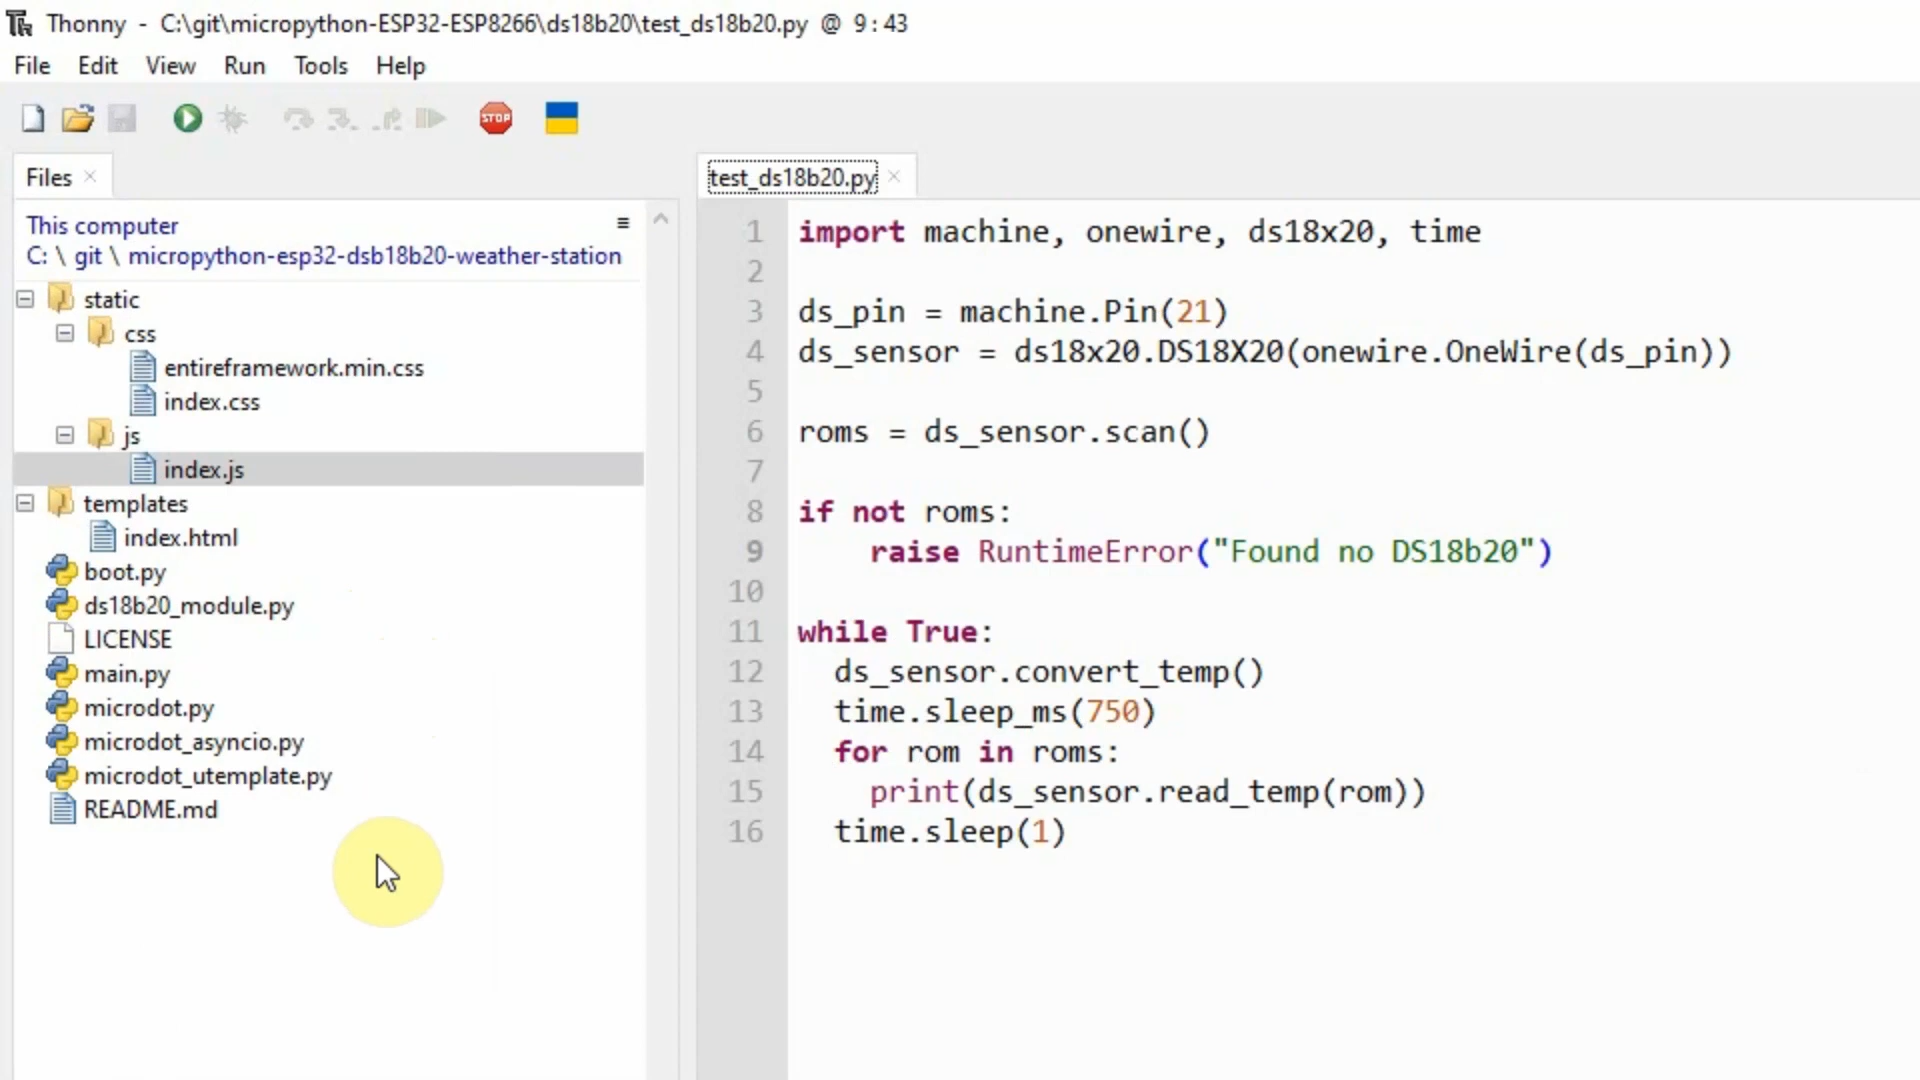 Thonny - C:\git\micropython-ESP32-ESP8266\ds18b20\test_ds18b20.py @ 9:43
File Edit View Run Tools Help
STOP
Files
This computer
C: \ git \ micropython-esp32-dsb18b20-weather-station
static
css
entireframework.min.css
index.css
js
index.js
templates
index.html
boot.py
ds18b20_module.py
LICENSE
main.py
microdot.py
microdot_asyncio.py
microdot_utemplate.py
README.md
test_ds18b20.py
1 import machine, onewire, ds18x20, time
2
3 ds_pin = machine.Pin(21)
4 ds_sensor = ds18x20.DS18X20(onewire.OneWire(ds_pin))
5
6 roms = ds_sensor.scan()
7
8 if not roms:
9     raise RuntimeError("Found no DS18b20")
10
11 while True:
12   ds_sensor.convert_temp()
13   time.sleep_ms(750)
14   for rom in roms:
15     print(ds_sensor.read_temp(rom))
16   time.sleep(1)